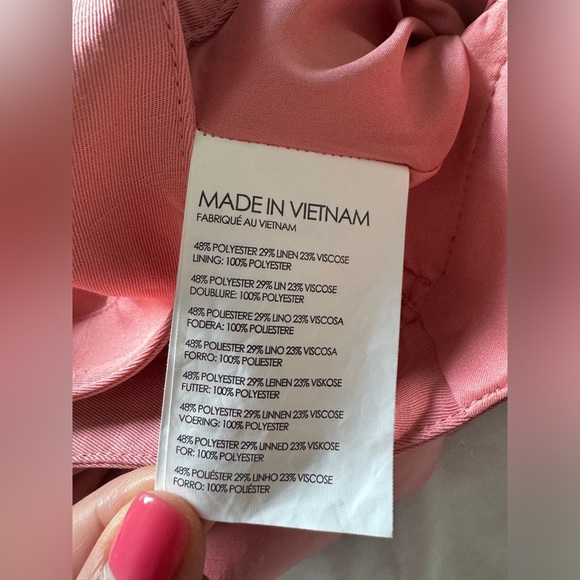 MADE IN VIETNAM
FABRIQUÉ AU VIETNAM
48% POLYESTER 29% LINEN 23% VISCOSE
LINING: 100% POLYESTER
48% POLYESTER 29% LIN 23% VISCOSE
DOUBLURE: 100% POLYESTER
48% POLIESTERE 29% LINO 23% VISCOSA
FODERA: 100% POLIESTERE
48% POLIÉSTER 29% LINO 23% VISCOSA
FORRO: 100% POLIÉSTER
48% POLYESTER 29% LEINEN 23% VISKOSE
FUTTER: 100% POLYESTER
48% POLYESTER 29% LINNEN 23% VISCOSE
VOERING: 100% POLYESTER
48% POLYESTER 29% LINNED 23% VISKOSE
FOR: 100% POLYESTER
48% POLIÉSTER 29% LINHO 23% VISCOSE
FORRO: 100% POLIÉSTER